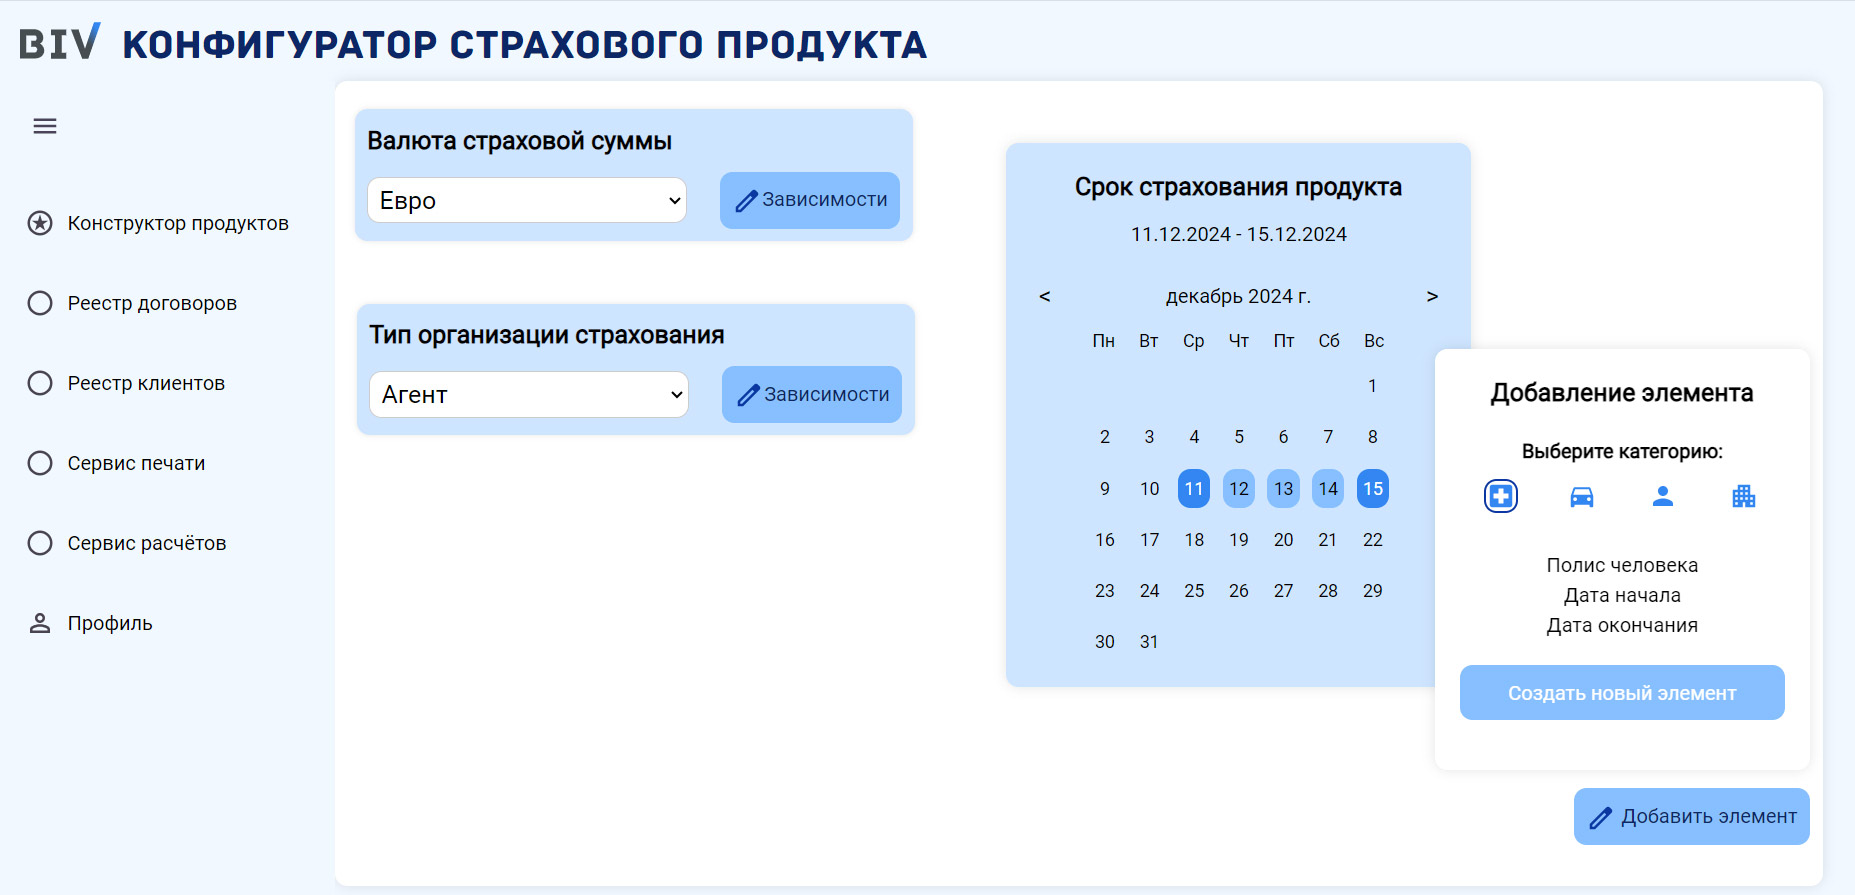 BIV КОНФИГУРАТОР СТРАХОВОГО ПРОДУКТА
Конструктор продуктов
Реестр договоров
Реестр клиентов
Сервис печати
Сервис расчётов
Профиль
Валюта страховой суммы
Евро
Зависимости
Тип организации страхования
Агент
Зависимости
Срок страхования продукта
11.12.2024 - 15.12.2024
< декабрь 2024 г. >
Пн Вт Ср Чт Пт Сб Вс
1
2 3 4 5 6 7 8
9 10 11 12 13 14 15
16 17 18 19 20 21 22
23 24 25 26 27 28 29
30 31
Добавление элемента
Выберите категорию:
Полис человека
Дата начала
Дата окончания
Создать новый элемент
Добавить элемент